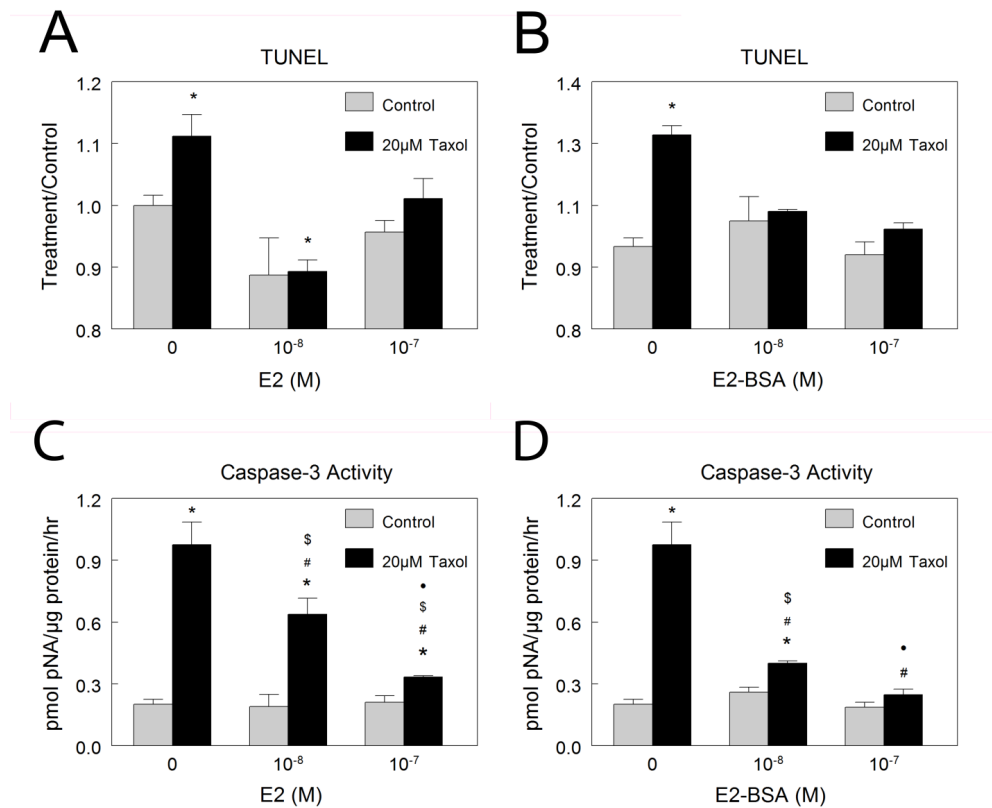 A
TUNEL
Treatment/Control
1.2
1.1
1.0
0.9
0.8
*
*
Control
20µM Taxol
0
10⁻⁸
10⁻⁷
E2 (M)
B
TUNEL
Treatment/Control
1.4
1.3
1.1
0.9
0.8
*
Control
20µM Taxol
0
10⁻⁸
10⁻⁷
E2-BSA (M)
C
Caspase-3 Activity
pmol pNA/µg protein/hr
1.2
0.9
0.6
0.3
0.0
*
$
#
*
•
$
#
*
Control
20µM Taxol
0
10⁻⁸
10⁻⁷
E2 (M)
D
Caspase-3 Activity
pmol pNA/µg protein/hr
1.2
0.9
0.6
0.3
0.0
*
$
#
*
•
#
Control
20µM Taxol
0
10⁻⁸
10⁻⁷
E2-BSA (M)